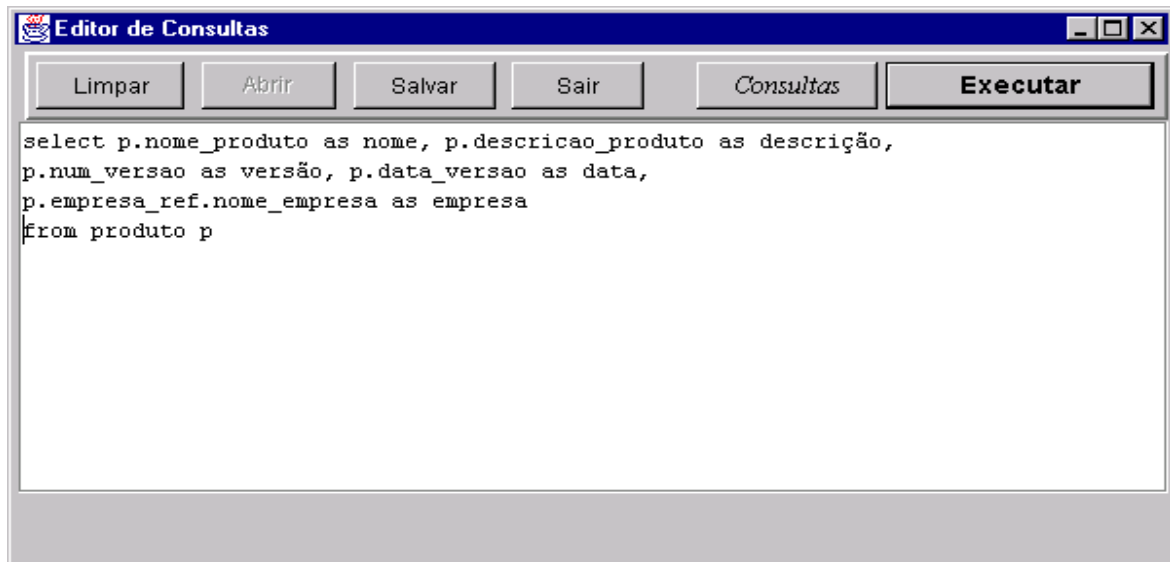 Editor de Consultas
Limpar Abrir Salvar Sair Consultas Executar
select p.nome_produto as nome, p.descricao_produto as descrição,
p.num_versao as versão, p.data_versao as data,
p.empresa_ref.nome_empresa as empresa
from produto p